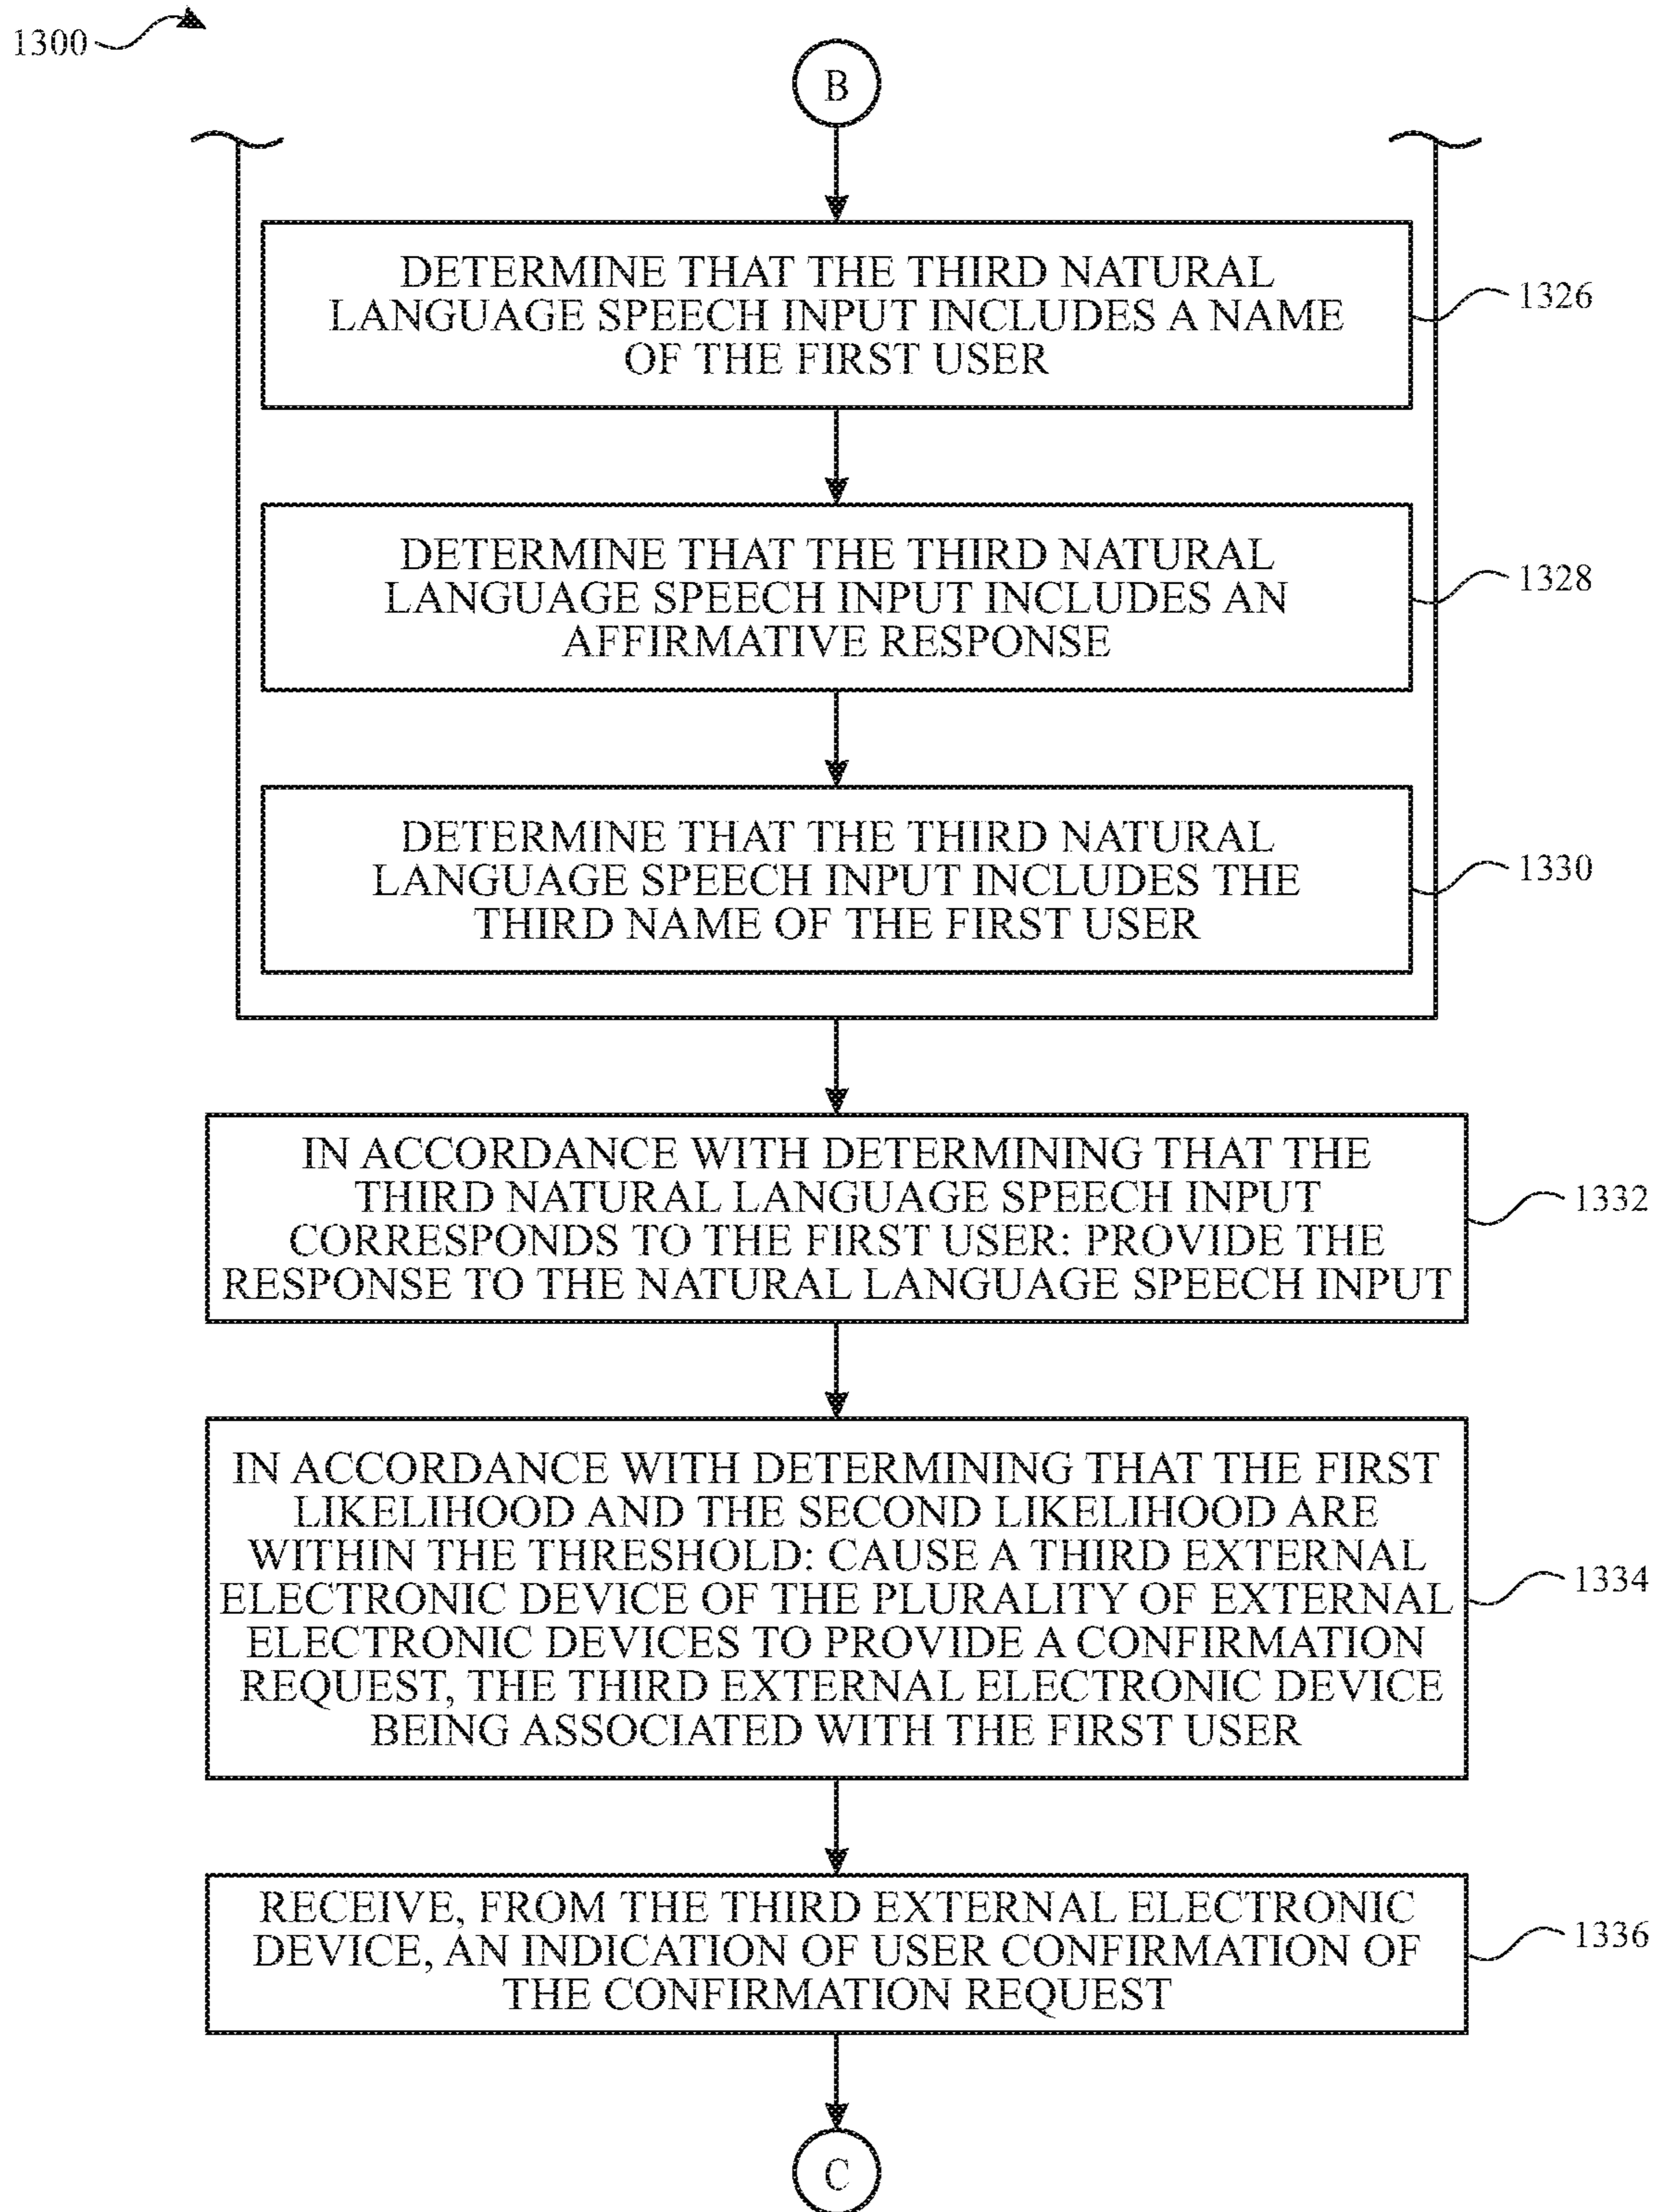 1300
B
DETERMINE THAT THE THIRD NATURAL
LANGUAGE SPEECH INPUT INCLUDES A NAME
OF THE FIRST USER
1326
DETERMINE THAT THE THIRD NATURAL
LANGUAGE SPEECH INPUT INCLUDES AN
AFFIRMATIVE RESPONSE
1328
DETERMINE THAT THE THIRD NATURAL
LANGUAGE SPEECH INPUT INCLUDES THE
THIRD NAME OF THE FIRST USER
1330
IN ACCORDANCE WITH DETERMINING THAT THE
THIRD NATURAL LANGUAGE SPEECH INPUT
CORRESPONDS TO THE FIRST USER: PROVIDE THE
RESPONSE TO THE NATURAL LANGUAGE SPEECH INPUT
1332
IN ACCORDANCE WITH DETERMINING THAT THE FIRST
LIKELIHOOD AND THE SECOND LIKELIHOOD ARE
WITHIN THE THRESHOLD: CAUSE A THIRD EXTERNAL
ELECTRONIC DEVICE OF THE PLURALITY OF EXTERNAL
ELECTRONIC DEVICES TO PROVIDE A CONFIRMATION
REQUEST, THE THIRD EXTERNAL ELECTRONIC DEVICE
BEING ASSOCIATED WITH THE FIRST USER
1334
RECEIVE, FROM THE THIRD EXTERNAL ELECTRONIC
DEVICE, AN INDICATION OF USER CONFIRMATION OF
THE CONFIRMATION REQUEST
1336
C